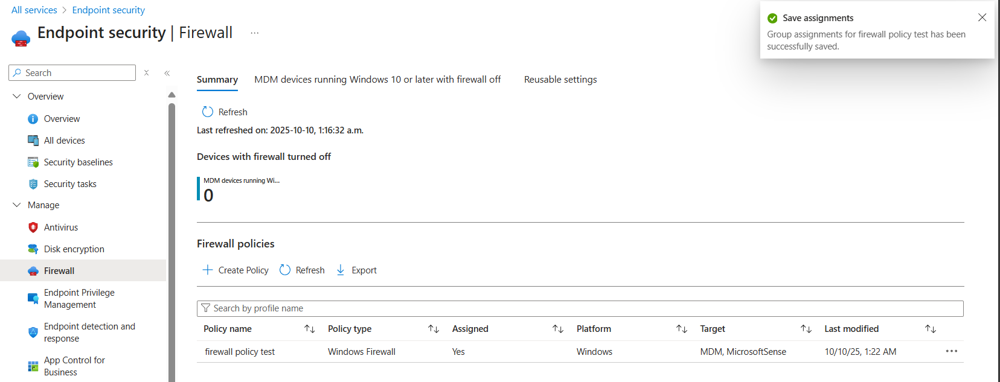 All services > Endpoint security
Endpoint security | Firewall ...
Save assignments
Group assignments for firewall policy test has been
successfully saved.
Search
Overview
Overview
All devices
Security baselines
Security tasks
Manage
Antivirus
Disk encryption
Firewall
Endpoint Privilege
Management
Endpoint detection and
response
App Control for
Business
Summary MDM devices running Windows 10 or later with firewall off Reusable settings
Refresh
Last refreshed on: 2025-10-10, 1:16:32 a.m.
Devices with firewall turned off
MDM devices running Wi...
0
Firewall policies
Create Policy Refresh Export
Search by profile name
Policy name Policy type Assigned Platform Target Last modified
firewall policy test Windows Firewall Yes Windows MDM, MicrosoftSense 10/10/25, 1:22 AM